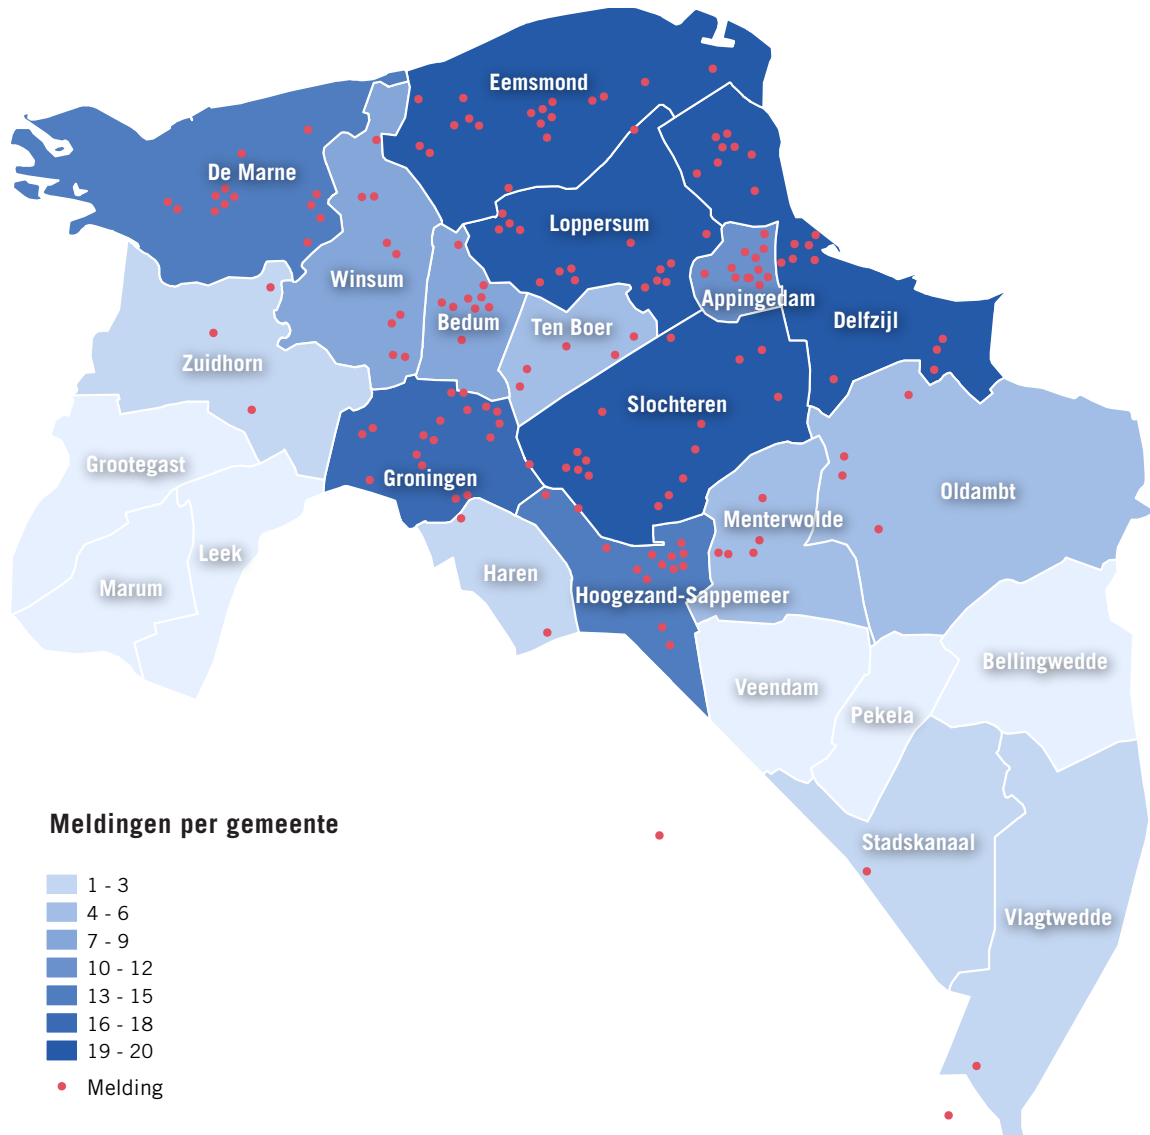 Eemsmond
De Marne
Loppersum
Winsum
Appingedam
Delfzijl
Bedum
Ten Boer
Zuidhorn
Slochteren
Grootegast
Groningen
Oldambt
Menterwolde
Leek
Haren
Marum
Hoogezand-Sappemeer
Bellingwedde
Veendam
Pekela
Stadskanaal
Vlagtwedde
Meldingen per gemeente
1 - 3
4 - 6
7 - 9
10 - 12
13 - 15
16 - 18
19 - 20
Melding